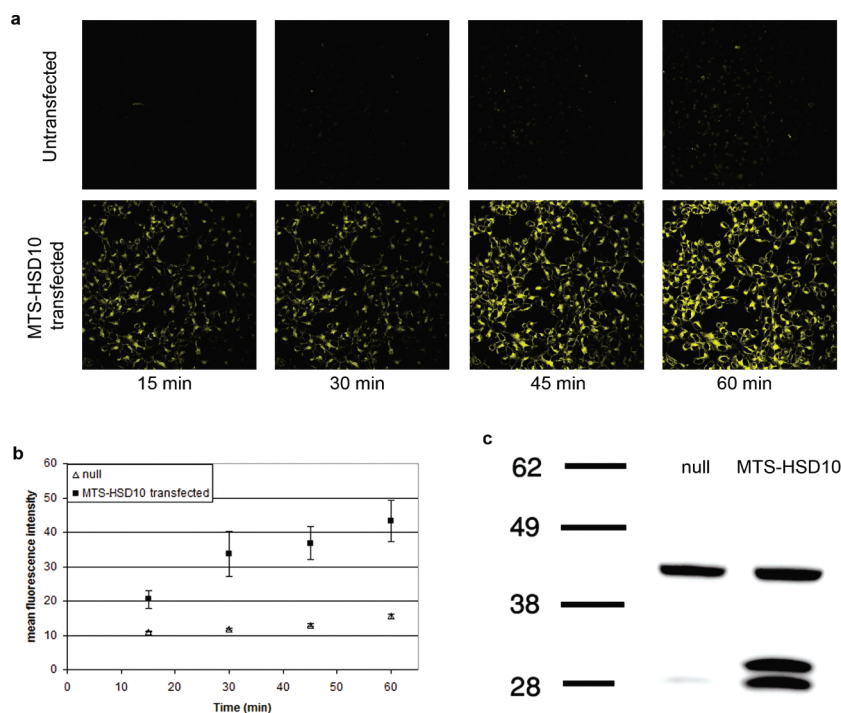 a
Untransfected
MTS-HSD10
transfected
15 min
30 min
45 min
60 min
b
60
50
40
30
20
10
0
mean fluorescence intensity
null
MTS-HSD10 transfected
0
10
20
30
40
50
60
Time (min)
c
null
MTS-HSD10
62
49
38
28